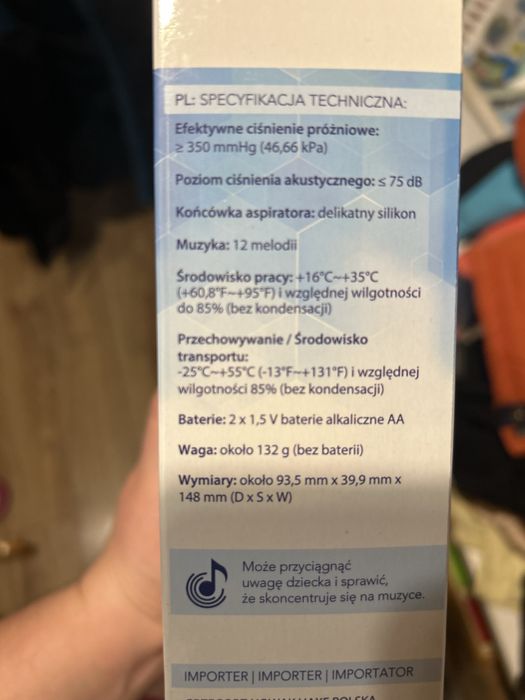 PL: SPECYFIKACJA TECHNICZNA:
Efektywne ciśnienie próżniowe:
≥ 350 mmHg (46,66 kPa)
Poziom ciśnienia akustycznego: ≤ 75 dB
Końcówka aspiratora: delikatny silikon
Muzyka: 12 melodii
Środowisko pracy: +16°C~+35°C
(+60,8°F~+95°F) i względnej wilgotności
do 85% (bez kondensacji)
Przechowywanie / Środowisko
transportu:
-25°C~+55°C (-13°F~+131°F) i względnej
wilgotności 85% (bez kondensacji)
Baterie: 2 x 1,5 V baterie alkaliczne AA
Waga: około 132 g (bez baterii)
Wymiary: około 93,5 mm x 39,9 mm x
148 mm (D x S x W)
Może przyciągnąć
uwagę dziecka i sprawić,
że skoncentruje się na muzyce.
IMPORTER | IMPORTER | IMPORTATOR